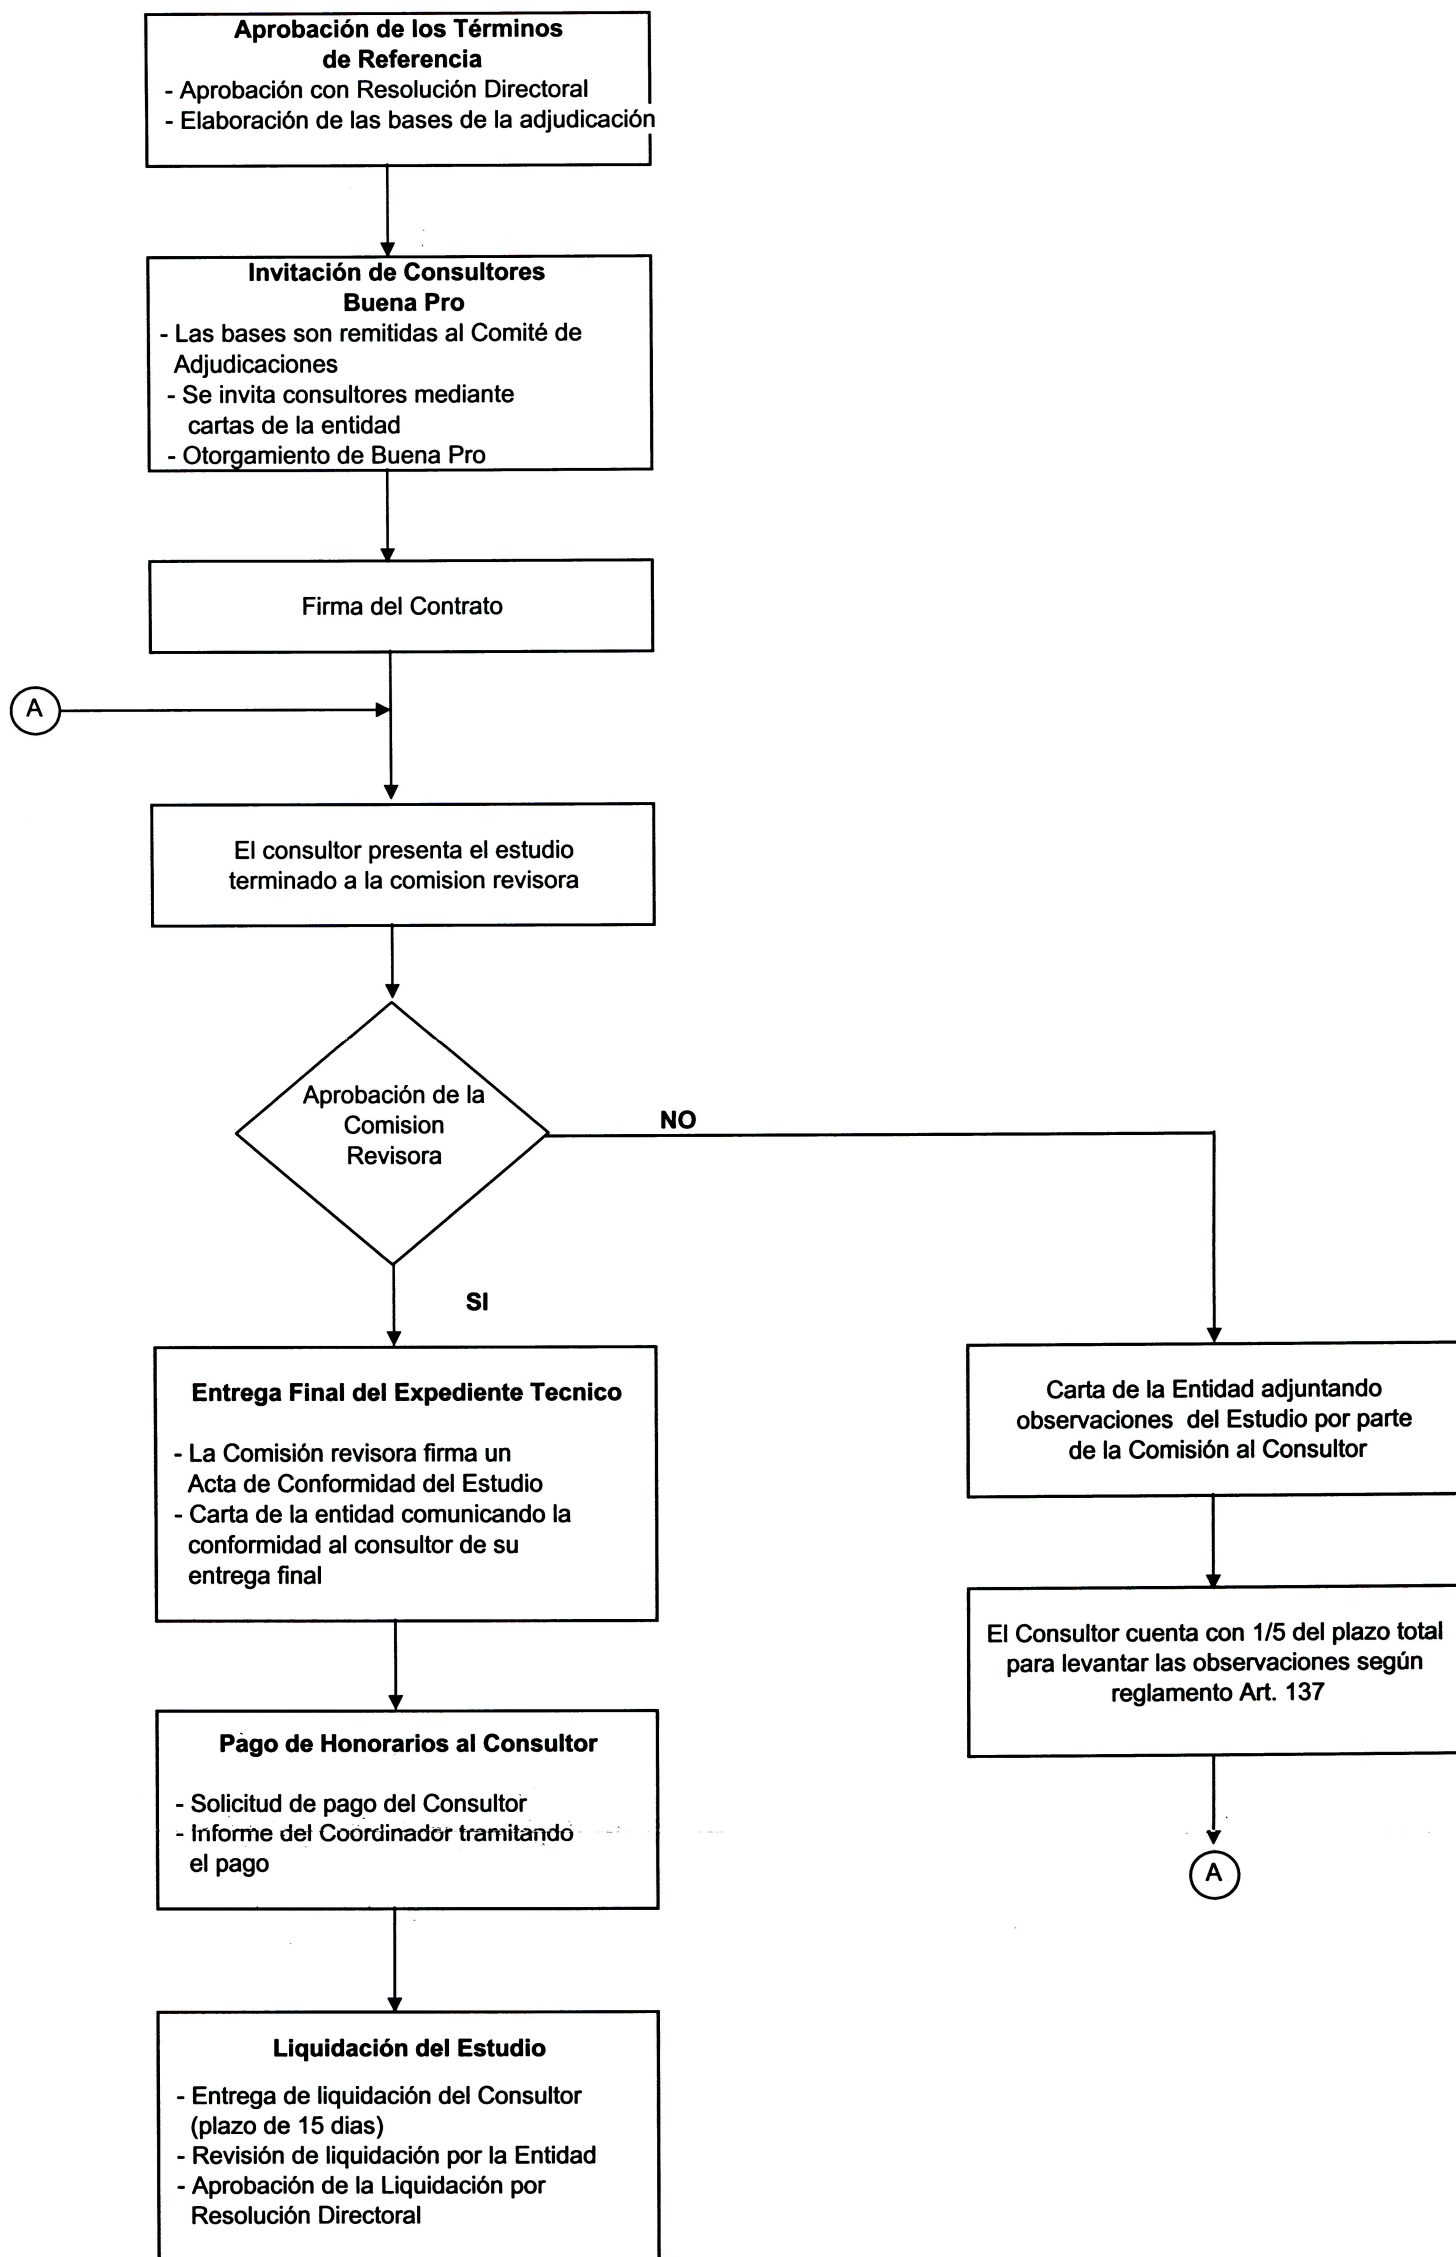 Aprobación de los Términos
de Referencia
- Aprobación con Resolución Directoral
- Elaboración de las bases de la adjudicación
Invitación de Consultores
Buena Pro
- Las bases son remitidas al Comité de
Adjudicaciones
- Se invita consultores mediante
cartas de la entidad
- Otorgamiento de Buena Pro
Firma del Contrato
A
El consultor presenta el estudio
terminado a la comision revisora
Aprobación de la
Comision
Revisora
NO
SI
Entrega Final del Expediente Tecnico
- La Comisión revisora firma un
Acta de Conformidad del Estudio
- Carta de la entidad comunicando la
conformidad al consultor de su
entrega final
Carta de la Entidad adjuntando
observaciones del Estudio por parte
de la Comisión al Consultor
El Consultor cuenta con 1/5 del plazo total
para levantar las observaciones según
reglamento Art. 137
A
Pago de Honorarios al Consultor
- Solicitud de pago del Consultor
- Informe del Coordinador tramitando
el pago
Liquidación del Estudio
- Entrega de liquidación del Consultor
(plazo de 15 dias)
- Revisión de liquidación por la Entidad
- Aprobación de la Liquidación por
Resolución Directoral